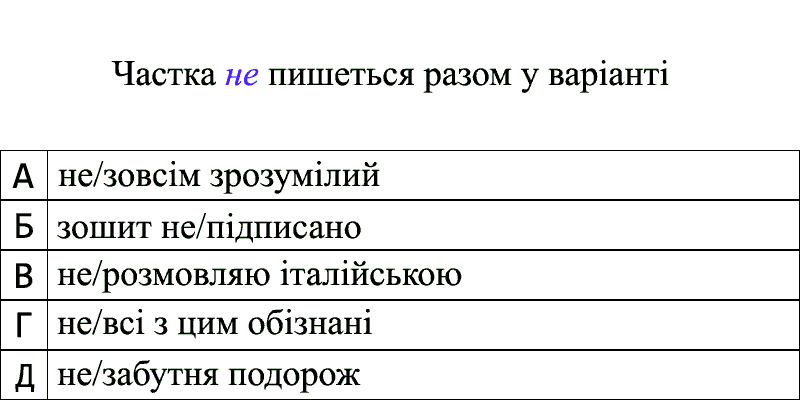 Частка не пишеться разом у варіанті
А не/зовсім зрозумілий
Б зошит не/підписано
В не/розмовляю італійською
Г не/всі з цим обізнані
Д не/забутня подорож